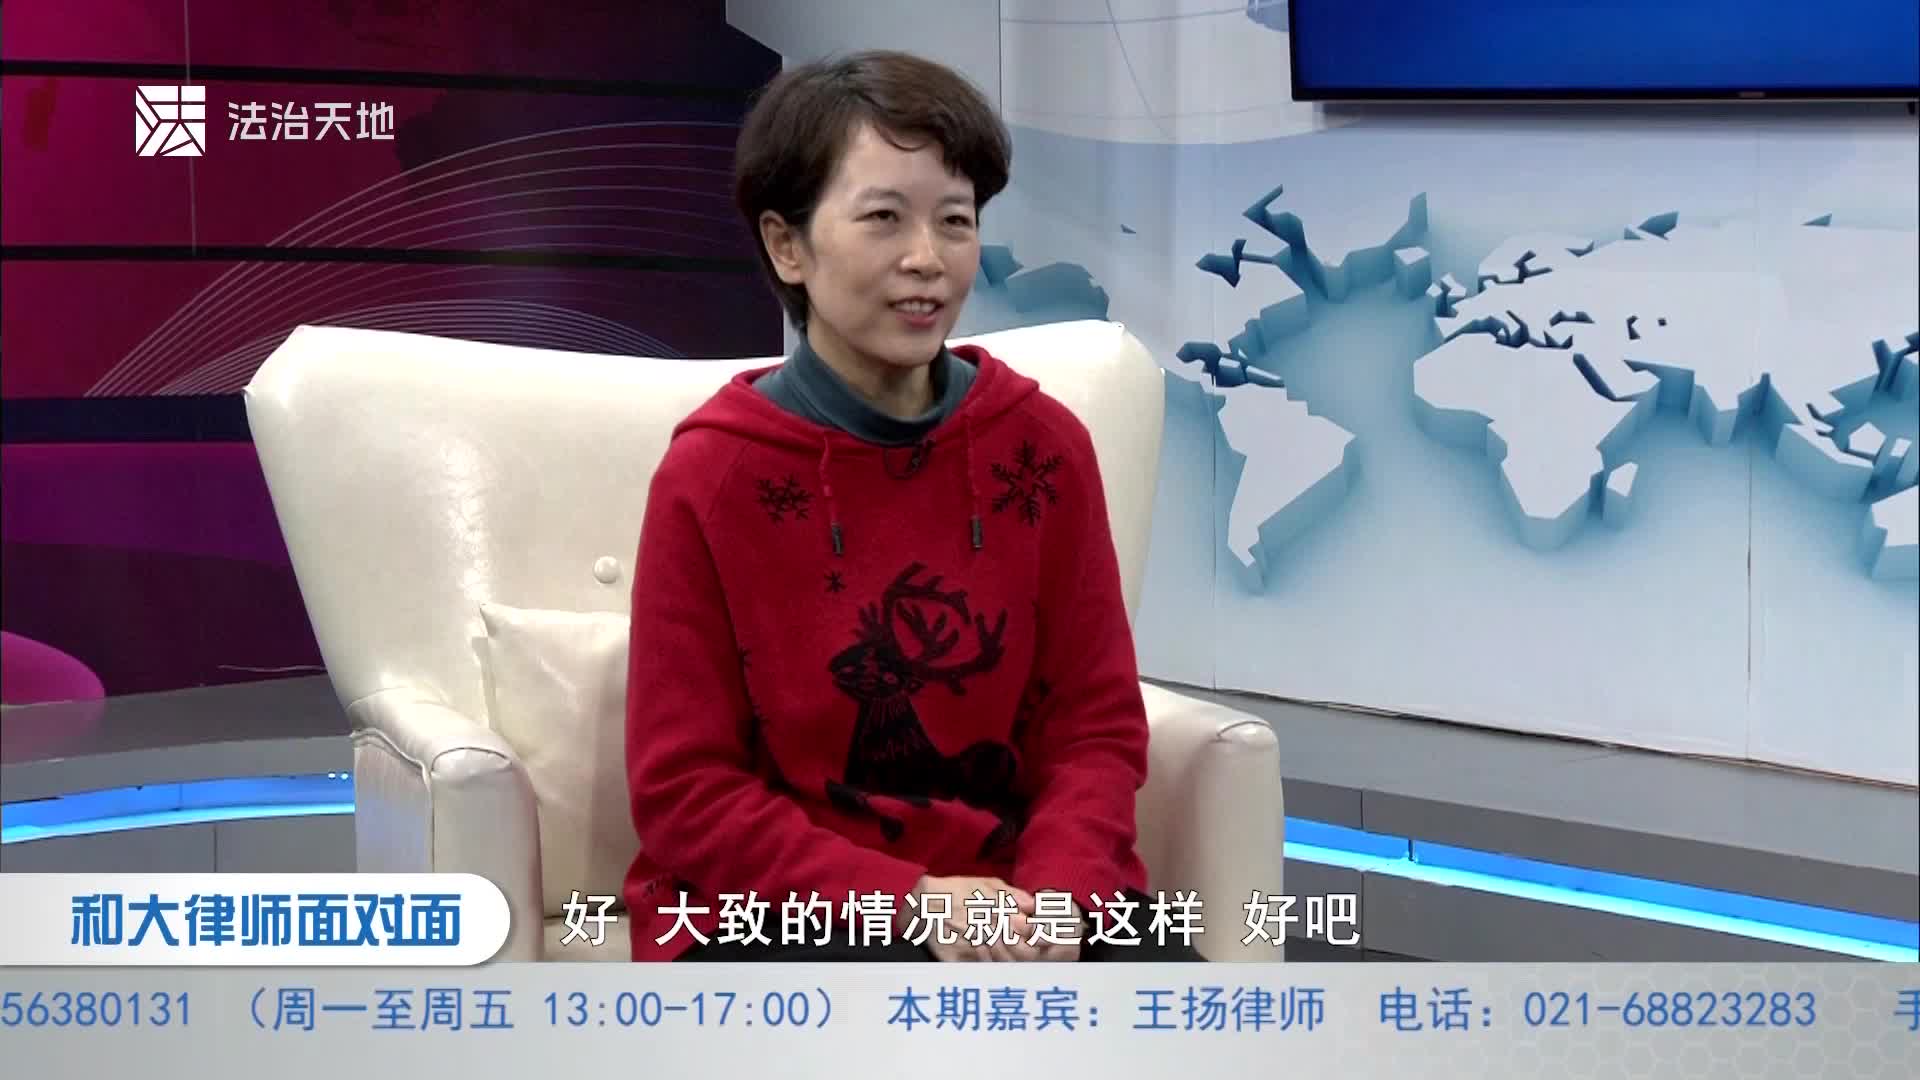 法治天地
好 大致的情况就是这样 好吧
和大律师面对面
56380131 （周一至周五 13:00-17:00） 本期嘉宾：王扬律师 电话：021-68823283